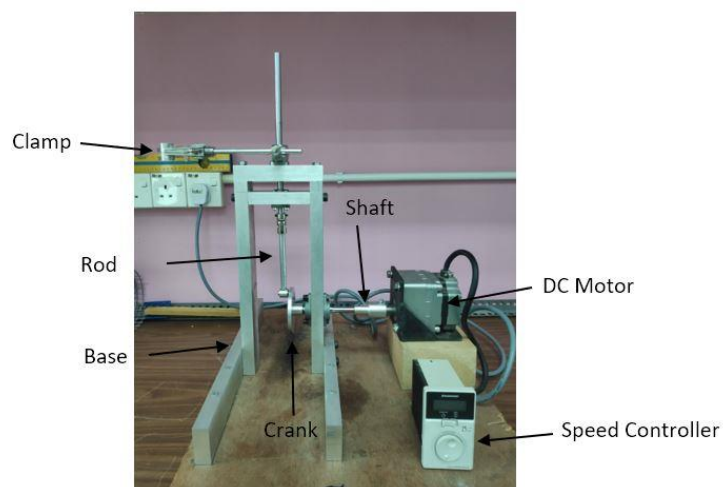 Clamp
Shaft
Rod
DC Motor
Base
Crank
Speed Controller